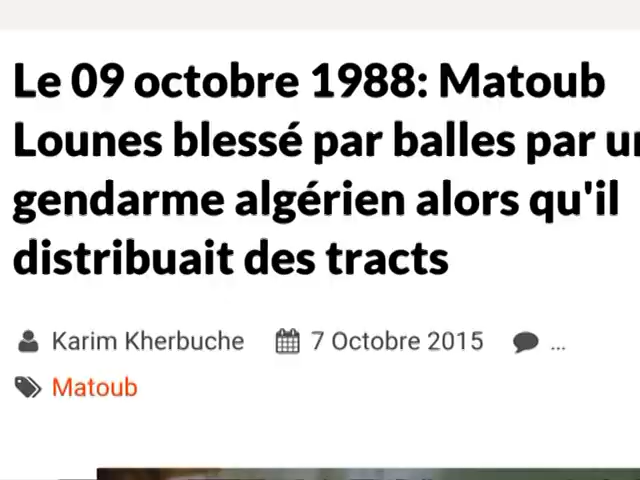 Le 09 octobre 1988: Matoub
Lounes blessé par balles par un
gendarme algérien alors qu'il
distribuait des tracts
Karim Kherbuche 7 Octobre 2015 ...
Matoub